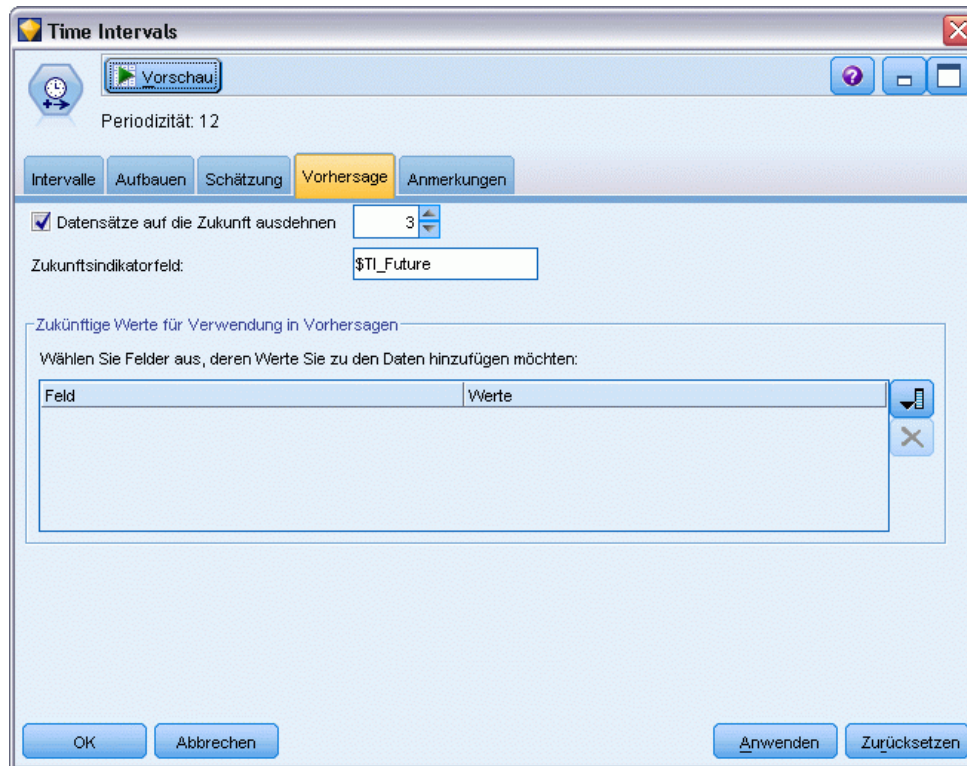 Time Intervals
Vorschau
Periodizität: 12
Intervalle Aufbauen Schätzung Vorhersage Anmerkungen
Datensätze auf die Zukunft ausdehnen 3
Zukunftsindikatorfeld: $TI_Future
Zukünftige Werte für Verwendung in Vorhersagen
Wählen Sie Felder aus, deren Werte Sie zu den Daten hinzufügen möchten:
Feld Werte
OK Abbrechen Anwenden Zurücksetzen